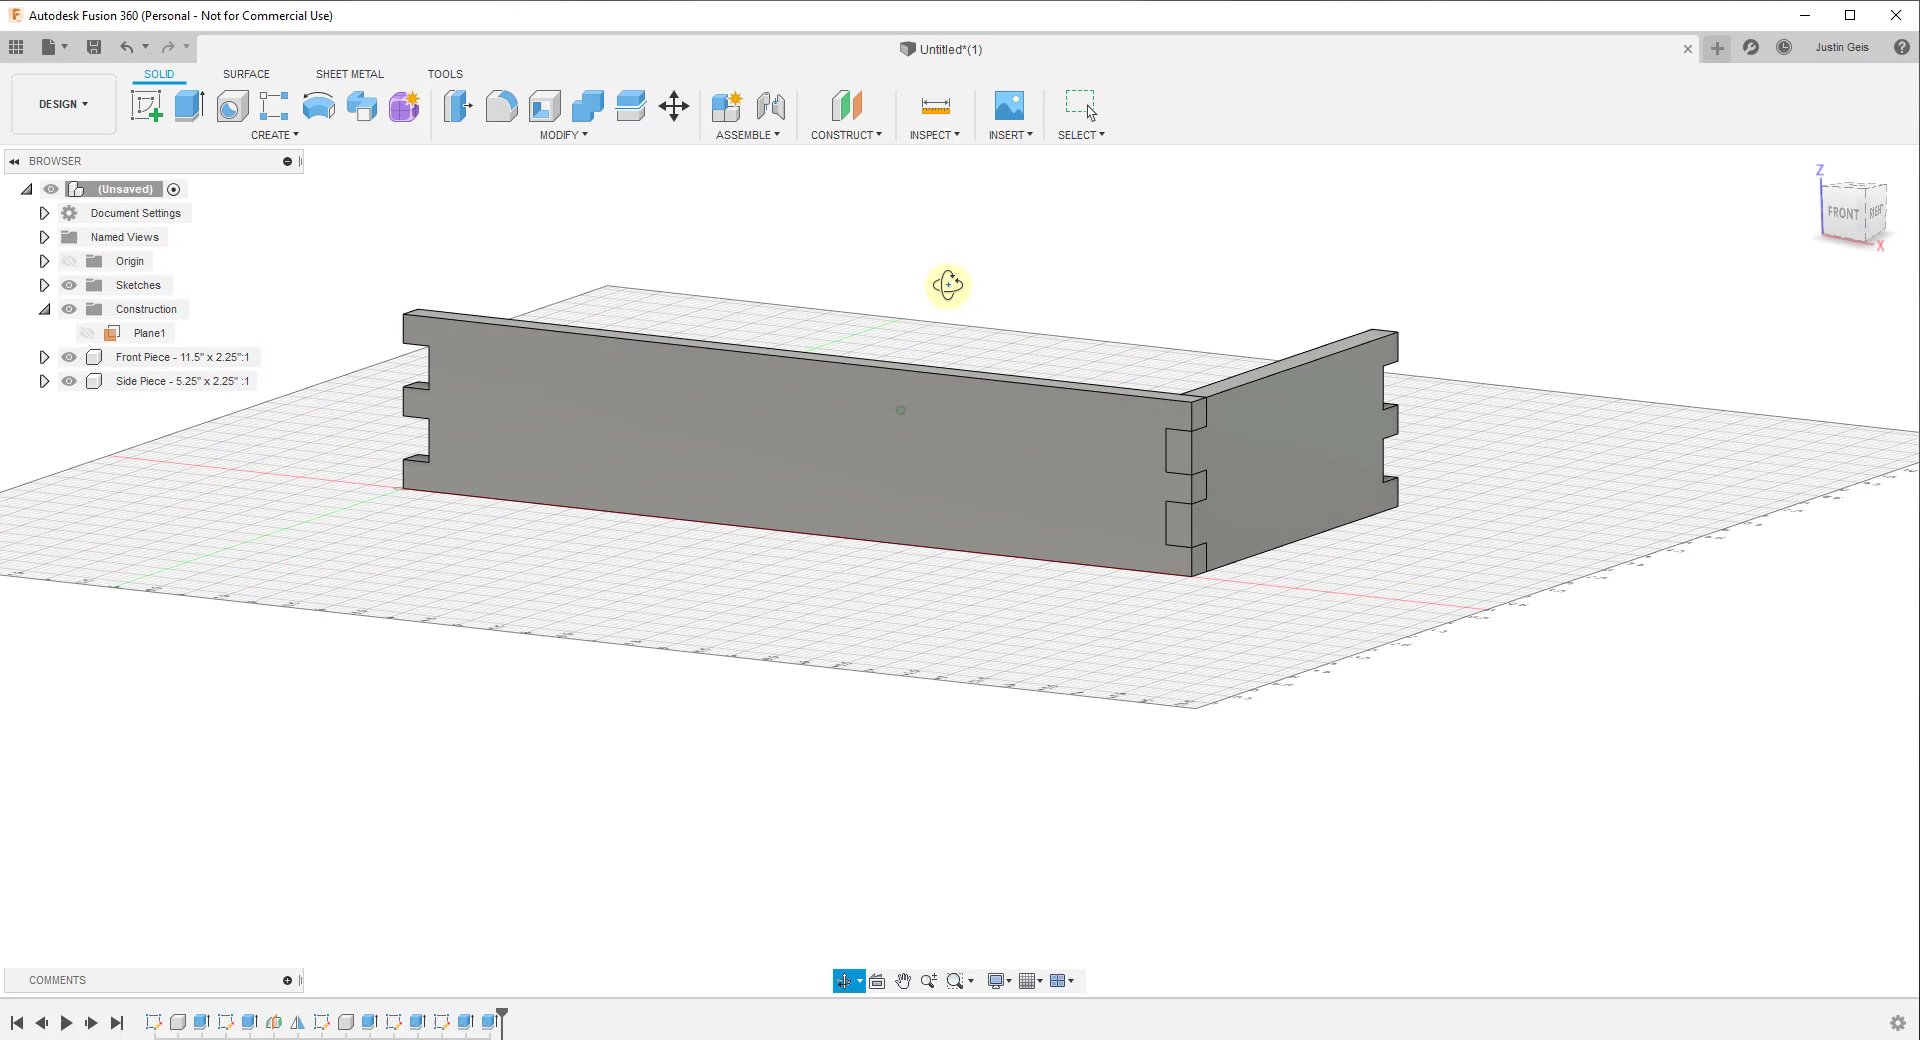 Autodesk Fusion 360 (Personal - Not for Commercial Use)
Untitled*(1)
Justin Geis
DESIGN
SOLID
SURFACE
SHEET METAL
TOOLS
CREATE
MODIFY
ASSEMBLE
CONSTRUCT
INSPECT
INSERT
SELECT
BROWSER
(Unsaved)
Document Settings
Named Views
Origin
Sketches
Construction
Plane1
Front Piece - 11.5" x 2.25":1
Side Piece - 5.25" x 2.25" :1
Z
FRONT
RIGHT
X
COMMENTS